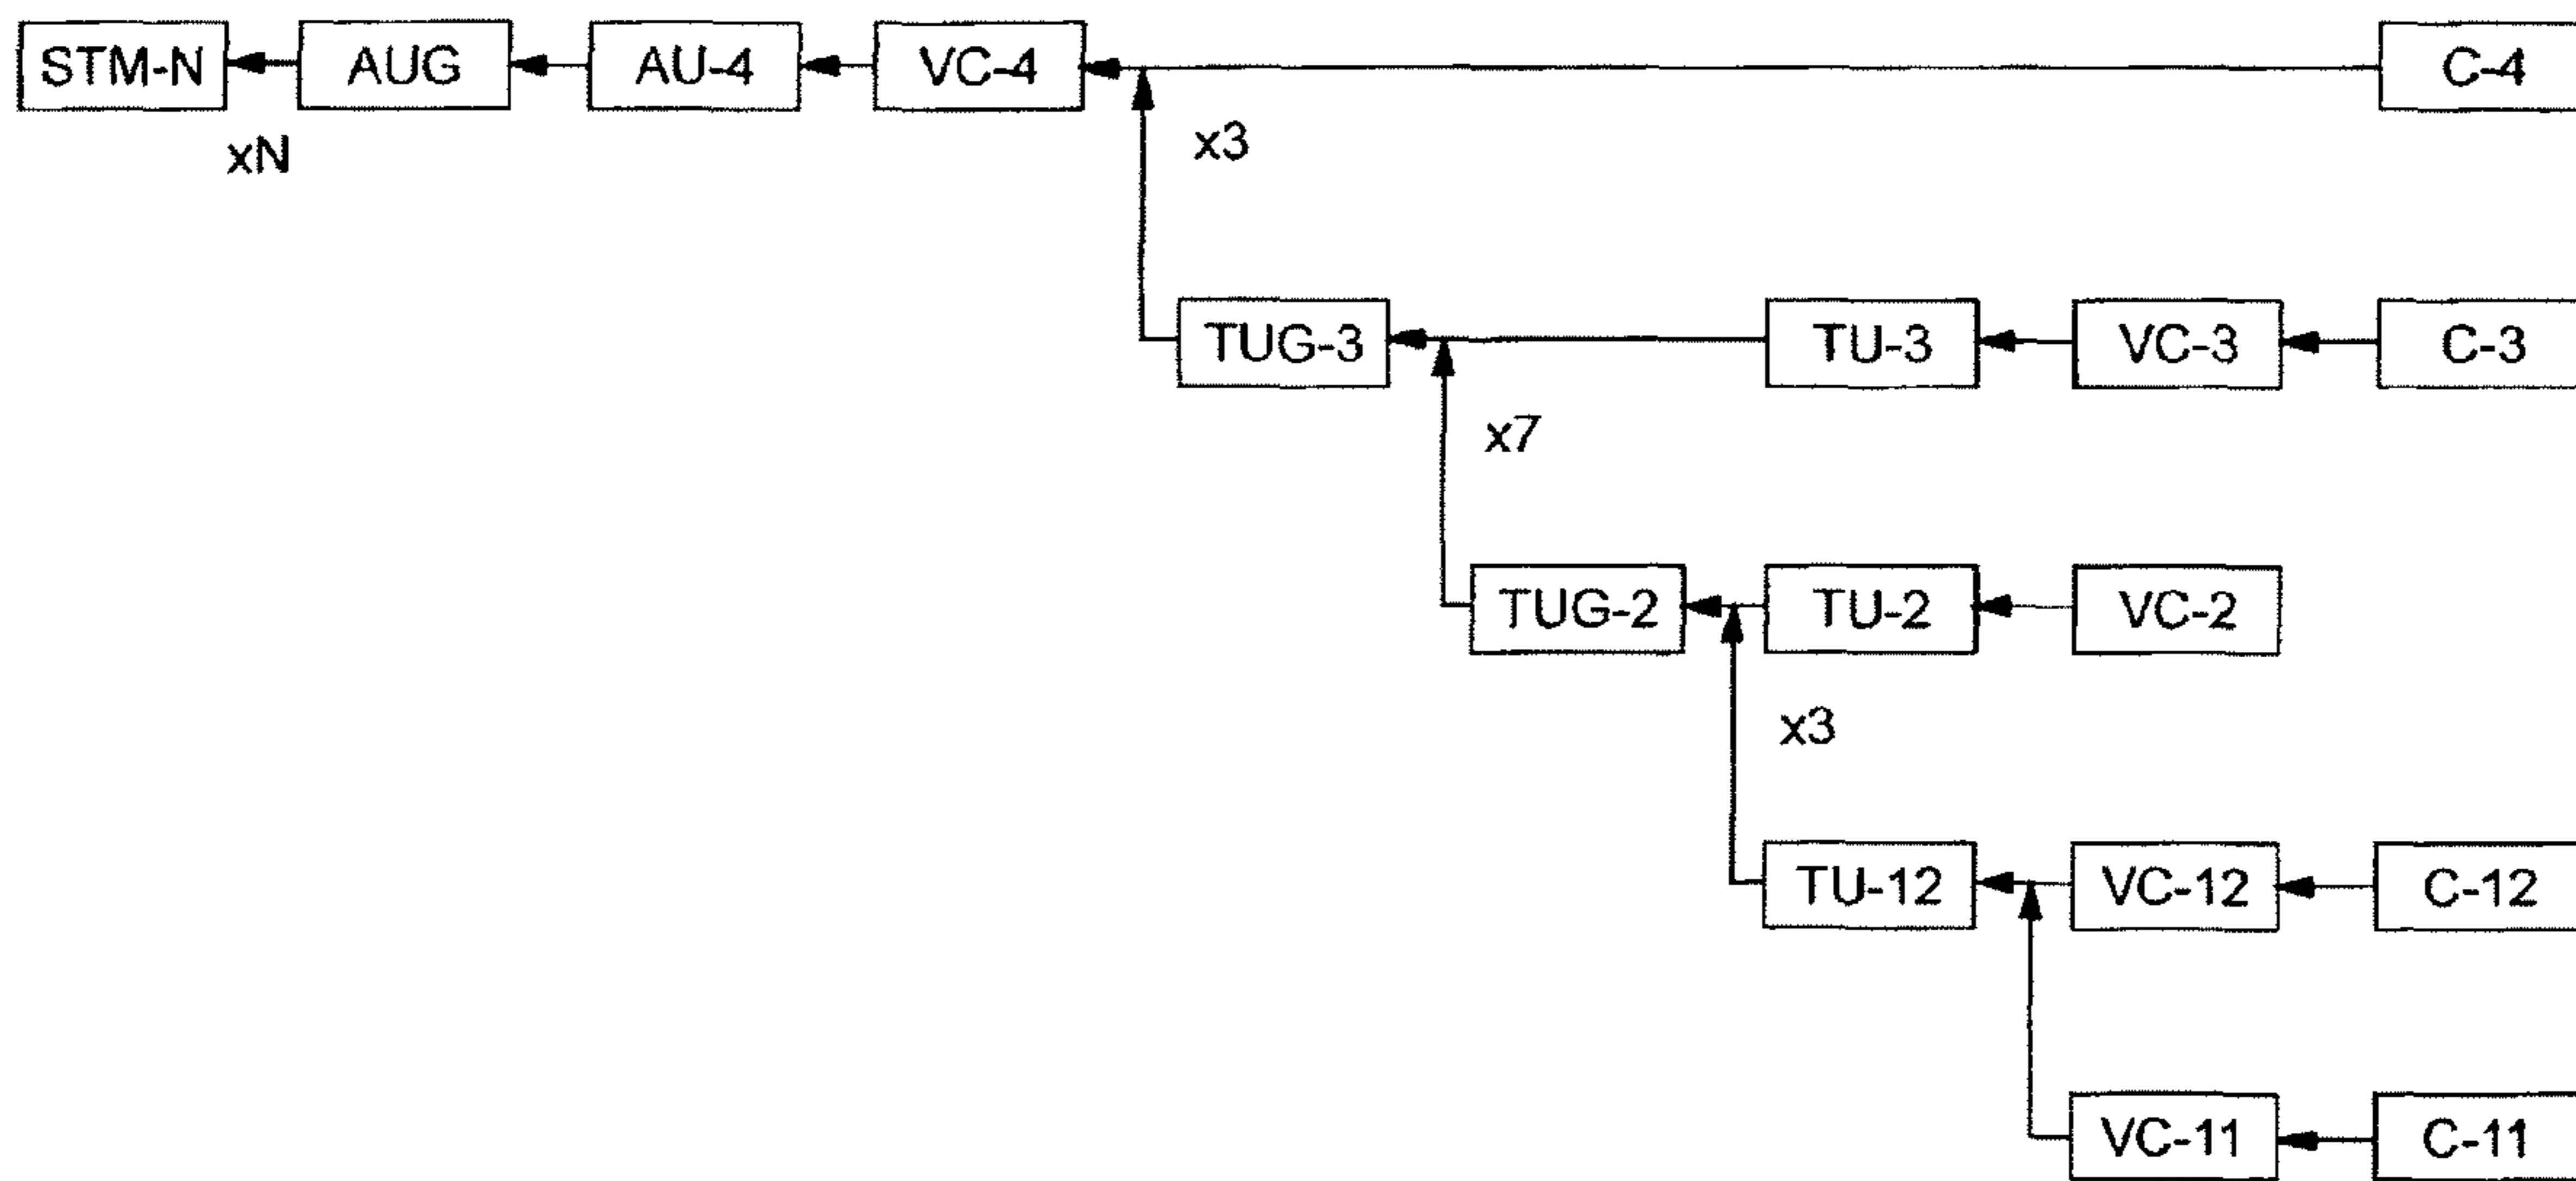 STM-N AUG AU-4 VC-4 C-4
xN x3
TUG-3 TU-3 VC-3 C-3
x7
TUG-2 TU-2 VC-2
x3
TU-12 VC-12 C-12
VC-11 C-11